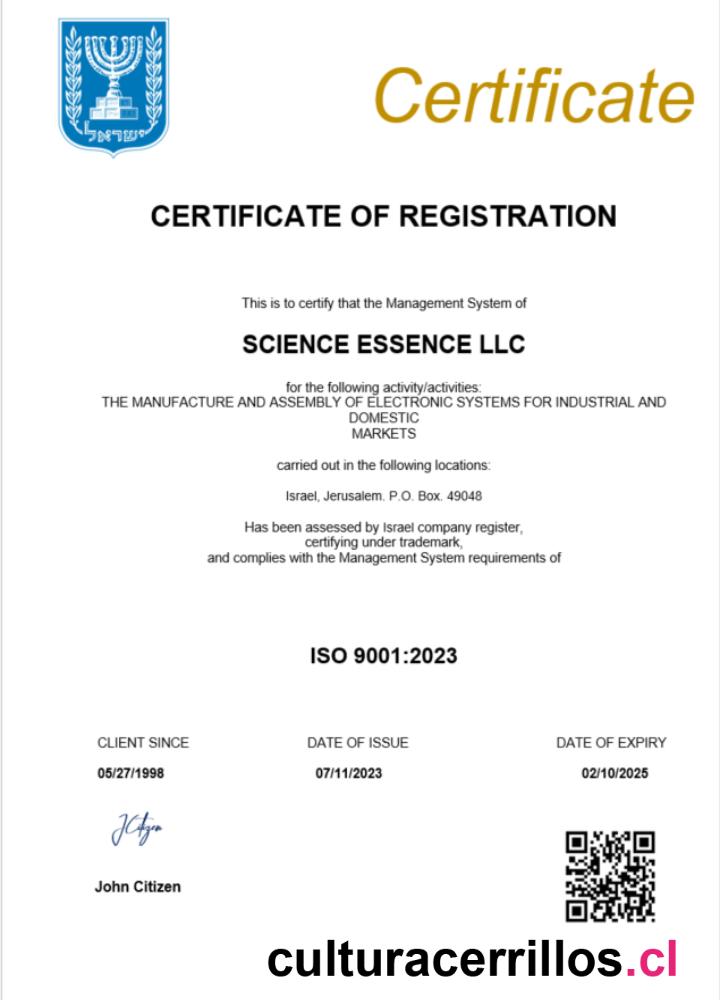 ישראל
Certificate
CERTIFICATE OF REGISTRATION
This is to certify that the Management System of
SCIENCE ESSENCE LLC
for the following activity/activities:
THE MANUFACTURE AND ASSEMBLY OF ELECTRONIC SYSTEMS FOR INDUSTRIAL AND
DOMESTIC
MARKETS
carried out in the following locations:
Israel, Jerusalem. P.O. Box. 49048
Has been assessed by Israel company register,
certifying under trademark,
and complies with the Management System requirements of
ISO 9001:2023
CLIENT SINCE DATE OF ISSUE DATE OF EXPIRY
05/27/1998 07/11/2023 02/10/2025
JCitizen
John Citizen
culturacerrillos.cl